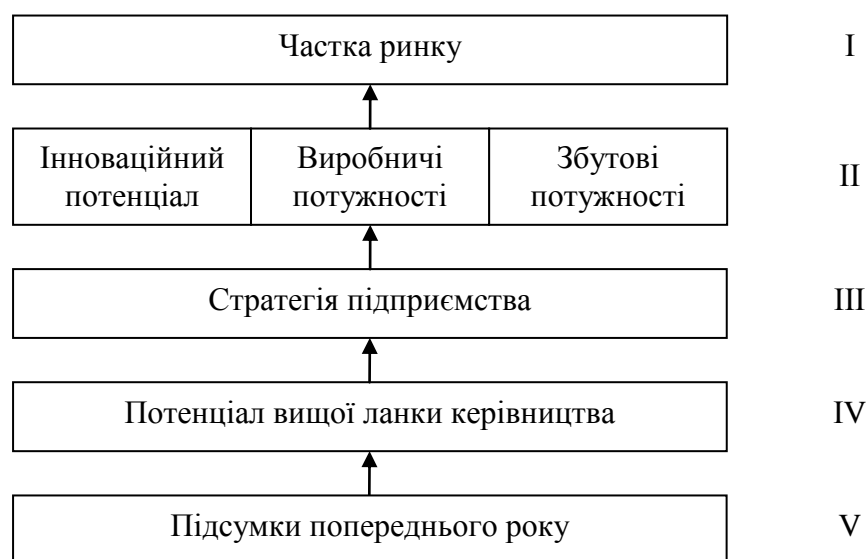 Частка ринку
I
Інноваційний
потенціал
Виробничі
потужності
Збутові
потужності
II
Стратегія підприємства
III
Потенціал вищої ланки керівництва
IV
Підсумки попереднього року
V